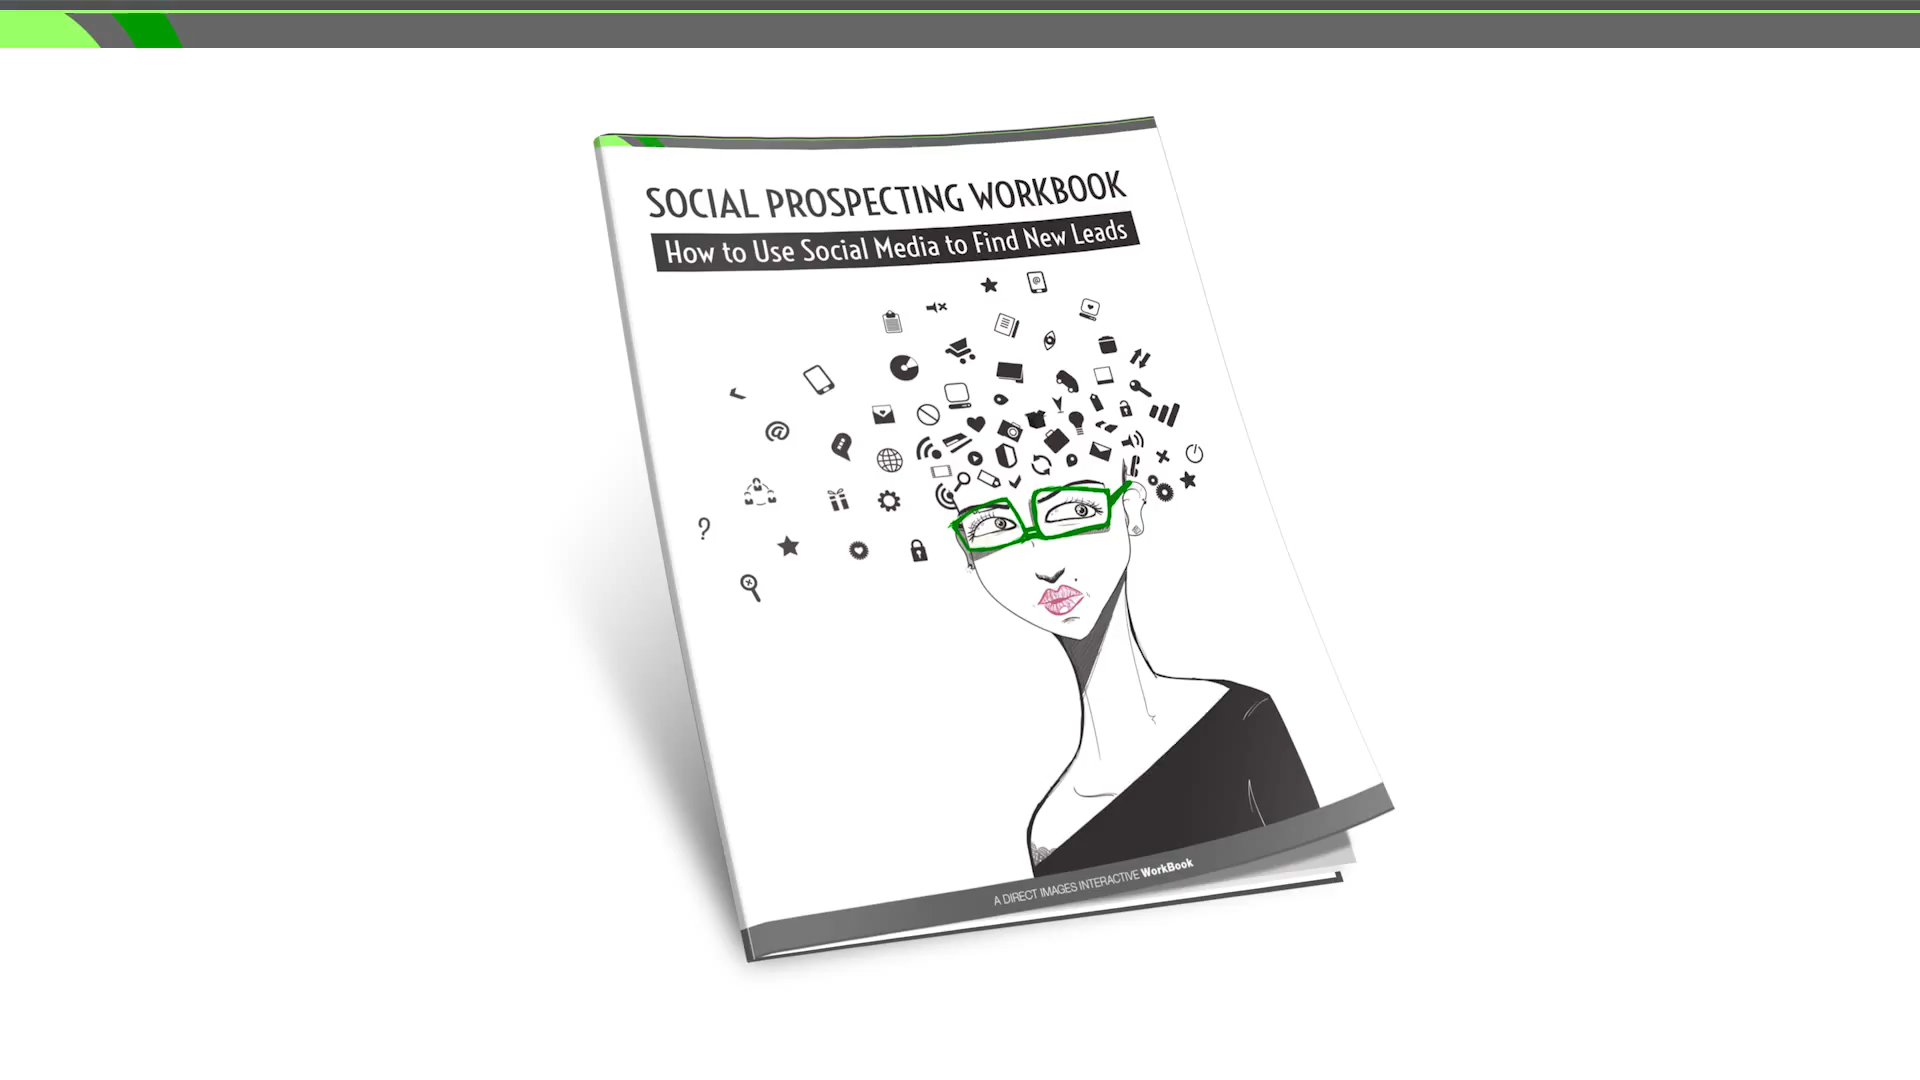 SOCIAL PROSPECTING WORKBOOK
How to Use Social Media to Find New Leads
A DIRECT IMAGES INTERACTIVE WorkBook